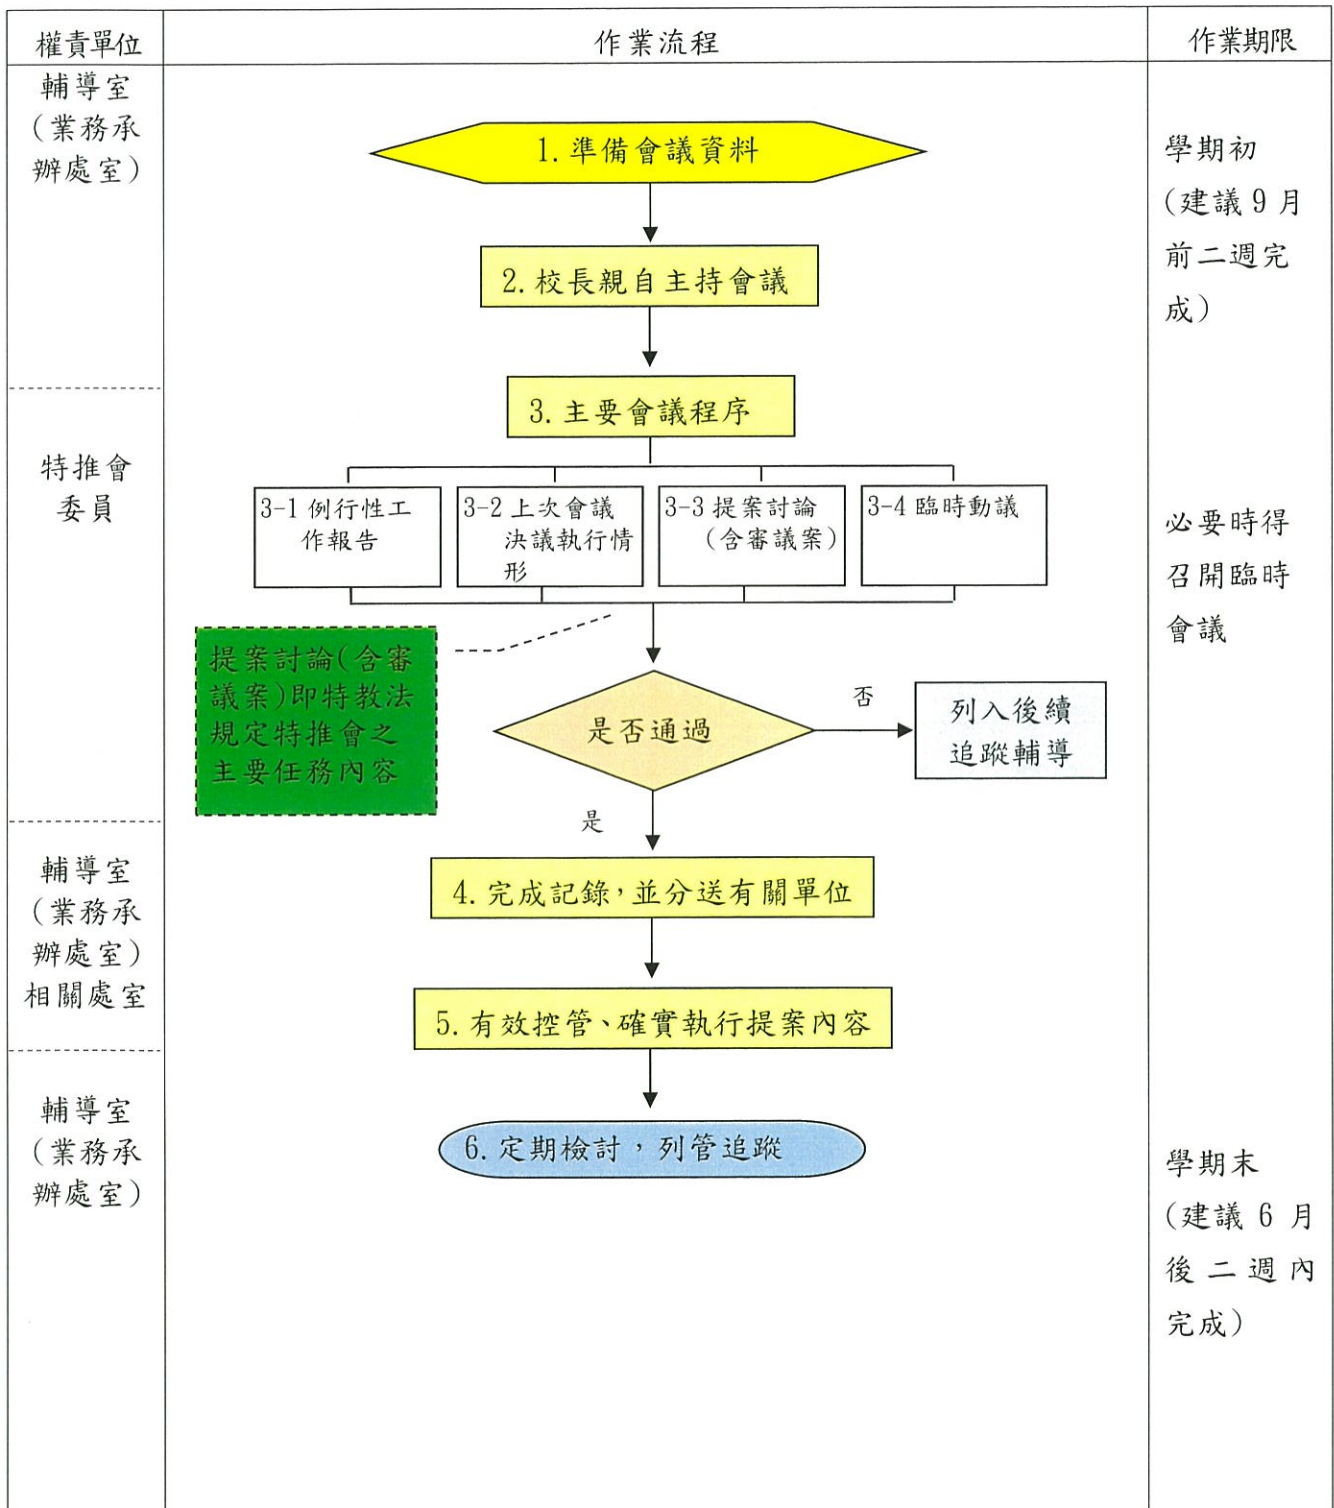 權責單位
作業流程
作業期限
輔導室
（業務承
辦處室）
1.準備會議資料
學期初
（建議9月
前二週完
成）
2.校長親自主持會議
3.主要會議程序
特推會
委員
3-1 例行性工
作報告
3-2 上次會議
決議執行情
形
3-3 提案討論
（含審議案）
3-4 臨時動議
必要時得
召開臨時
會議
提案討論(含審
議案)即特教法
規定特推會之
主要任務內容
是否通過
否
列入後續
追蹤輔導
是
輔導室
（業務承
辦處室）
相關處室
4.完成記錄，並分送有關單位
5.有效控管、確實執行提案內容
輔導室
（業務承
辦處室）
6.定期檢討，列管追蹤
學期末
（建議 6 月
後二週內
完成）